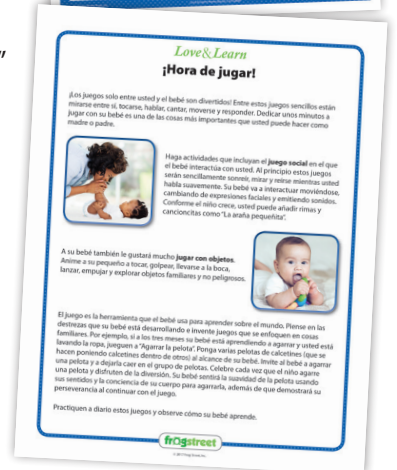 "
Love&Learn
¡Hora de jugar!
¡Los juegos solo entre usted y el bebé son divertidos! Entre estos juegos sencillos están
mirarse entre sí, tocarse, hablar, cantar, moverse y responder. Dedicar unos minutos a
jugar con su bebé es una de las cosas más importantes que usted puede hacer como
madre o padre.
Haga actividades que incluyan el juego social en el que
el bebé interactúa con usted. Al principio estos juegos
serán sencillamente sonreír, mirar y reírse mientras usted
habla suavemente. Su bebé va a interactuar moviéndose,
cambiando de expresiones faciales y emitiendo sonidos.
Conforme el niño crece, usted puede añadir rimas y
cancioncitas como "La araña pequeñita".
A su bebé también le gustará mucho jugar con objetos.
Anime a su pequeño a tocar, golpear, llevarse a la boca,
lanzar, empujar y explorar objetos familiares y no peligrosos.
El juego es la herramienta que el bebé usa para aprender sobre el mundo. Piense en las
destrezas que su bebé está desarrollando e invente juegos que se enfoquen en cosas
familiares. Por ejemplo, si a los tres meses su bebé está aprendiendo a agarrar y usted está
lavando la ropa, jueguen a "Agarrar la pelota". Ponga varias pelotas de calcetines (que se
hacen poniendo calcetines dentro de otros) al alcance de su bebé. Invite al bebé a agarrar
una pelota y a dejarla caer en el grupo de pelotas. Celebre cada vez que el niño agarre
una pelota y disfruten de la diversión. Su bebé sentirá la suavidad de la pelota usando
sus sentidos y la conciencia de su cuerpo para agarrarla, además de que demostrará su
perseverancia al continuar con el juego.
Practiquen a diario estos juegos y observe cómo su bebé aprende.
frogstreet